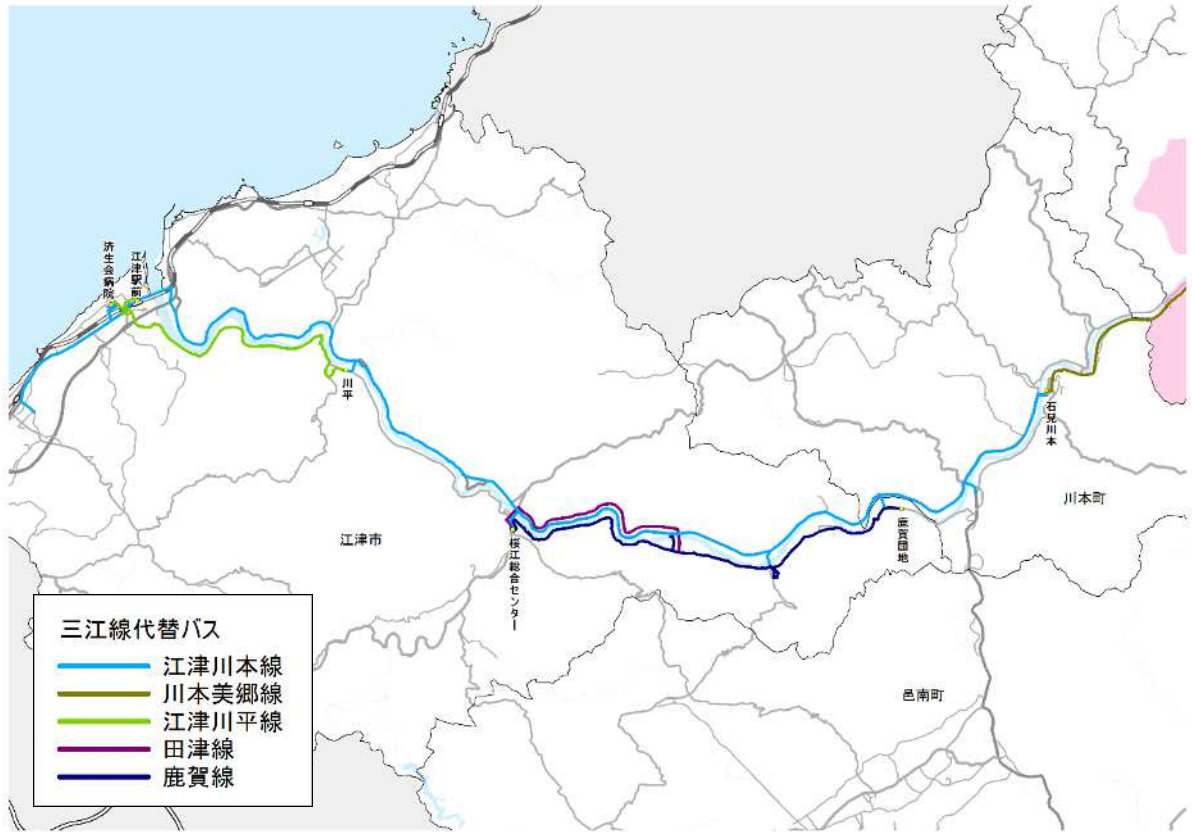 済生会病院
江津駅前
川平
石見川本
川本町
桜江総合センター
鹿賀団地
江津市
邑南町
三江線代替バス
江津川本線
川本美郷線
江津川平線
田津線
鹿賀線